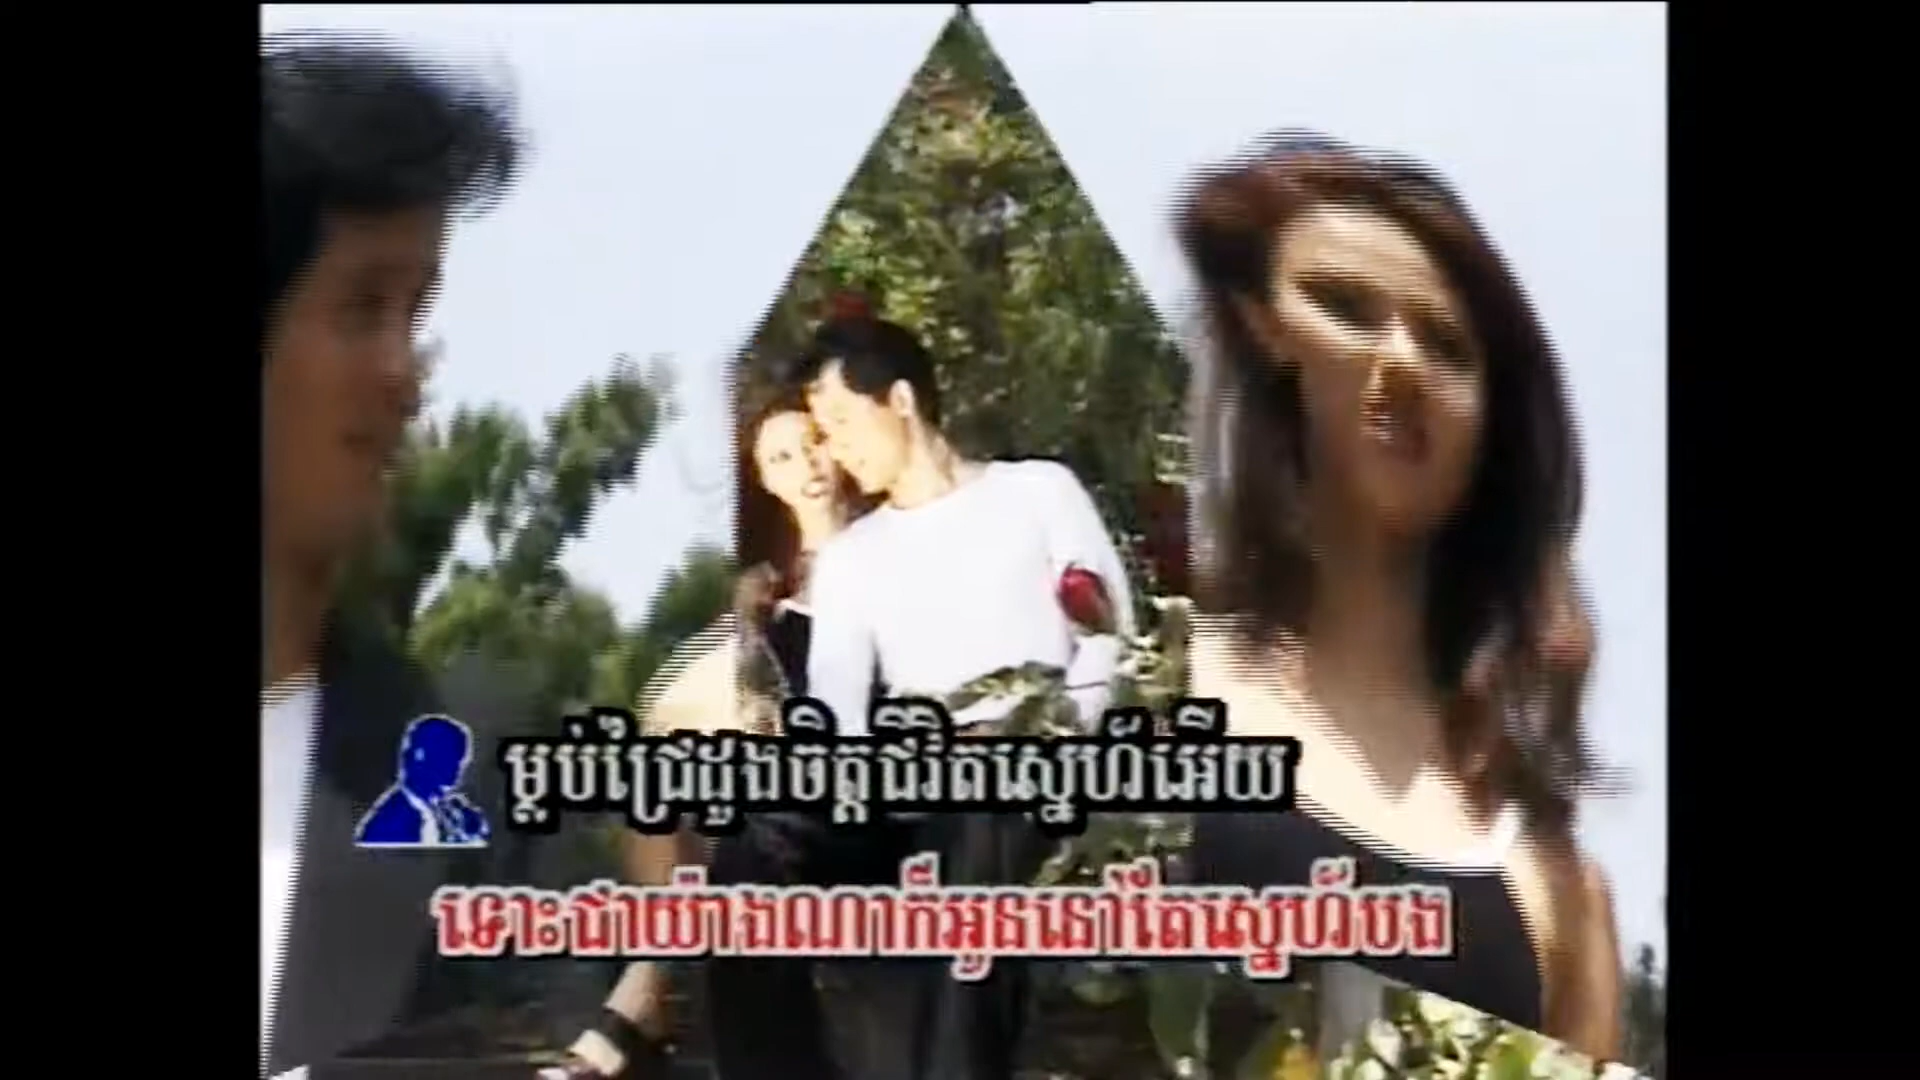 ម្លប់ជ្រៃដួងចិត្តជីវិតស្នេហ៍អើយ
ទោះជាយ៉ាងណាក៏អូននៅតែស្នេហ៍បង